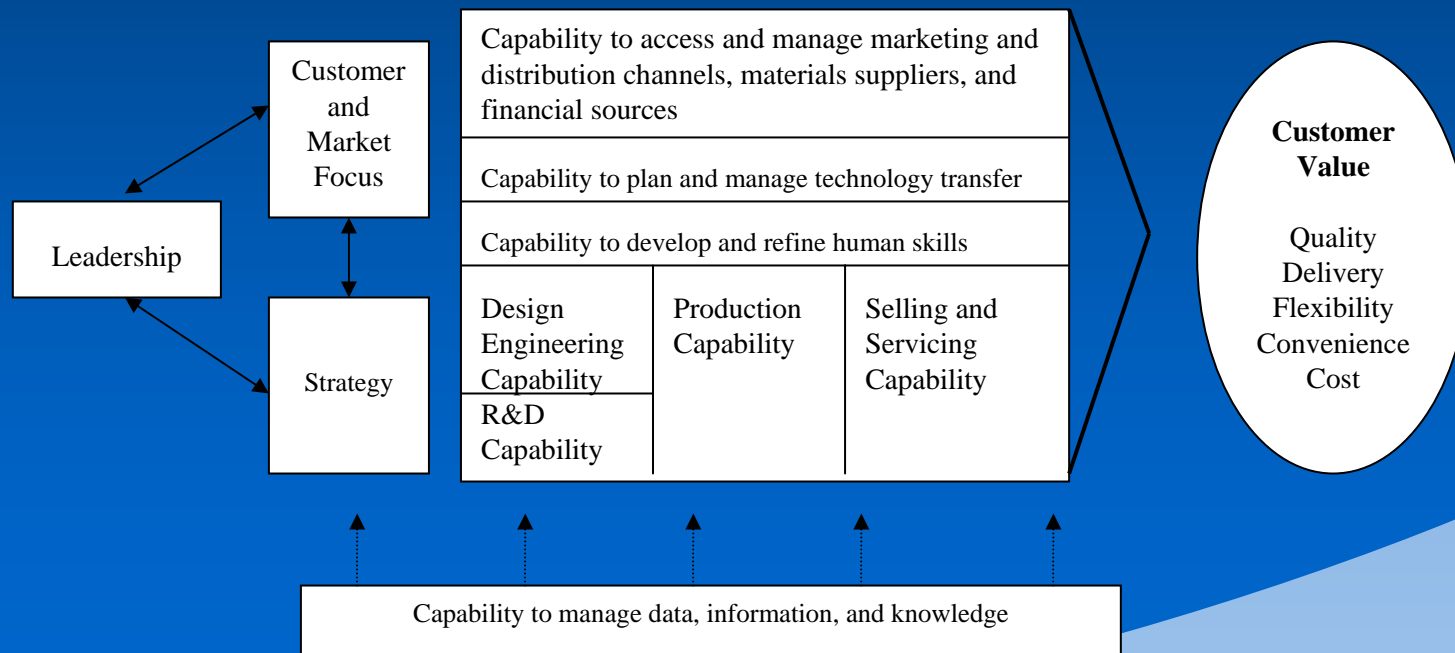 Leadership
Customer
and
Market
Focus
Strategy
Capability to access and manage marketing and
distribution channels, materials suppliers, and
financial sources
Capability to plan and manage technology transfer
Capability to develop and refine human skills
Design
Engineering
Capability
R&D
Capability
Production
Capability
Selling and
Servicing
Capability
Customer
Value
Quality
Delivery
Flexibility
Convenience
Cost
Capability to manage data, information, and knowledge